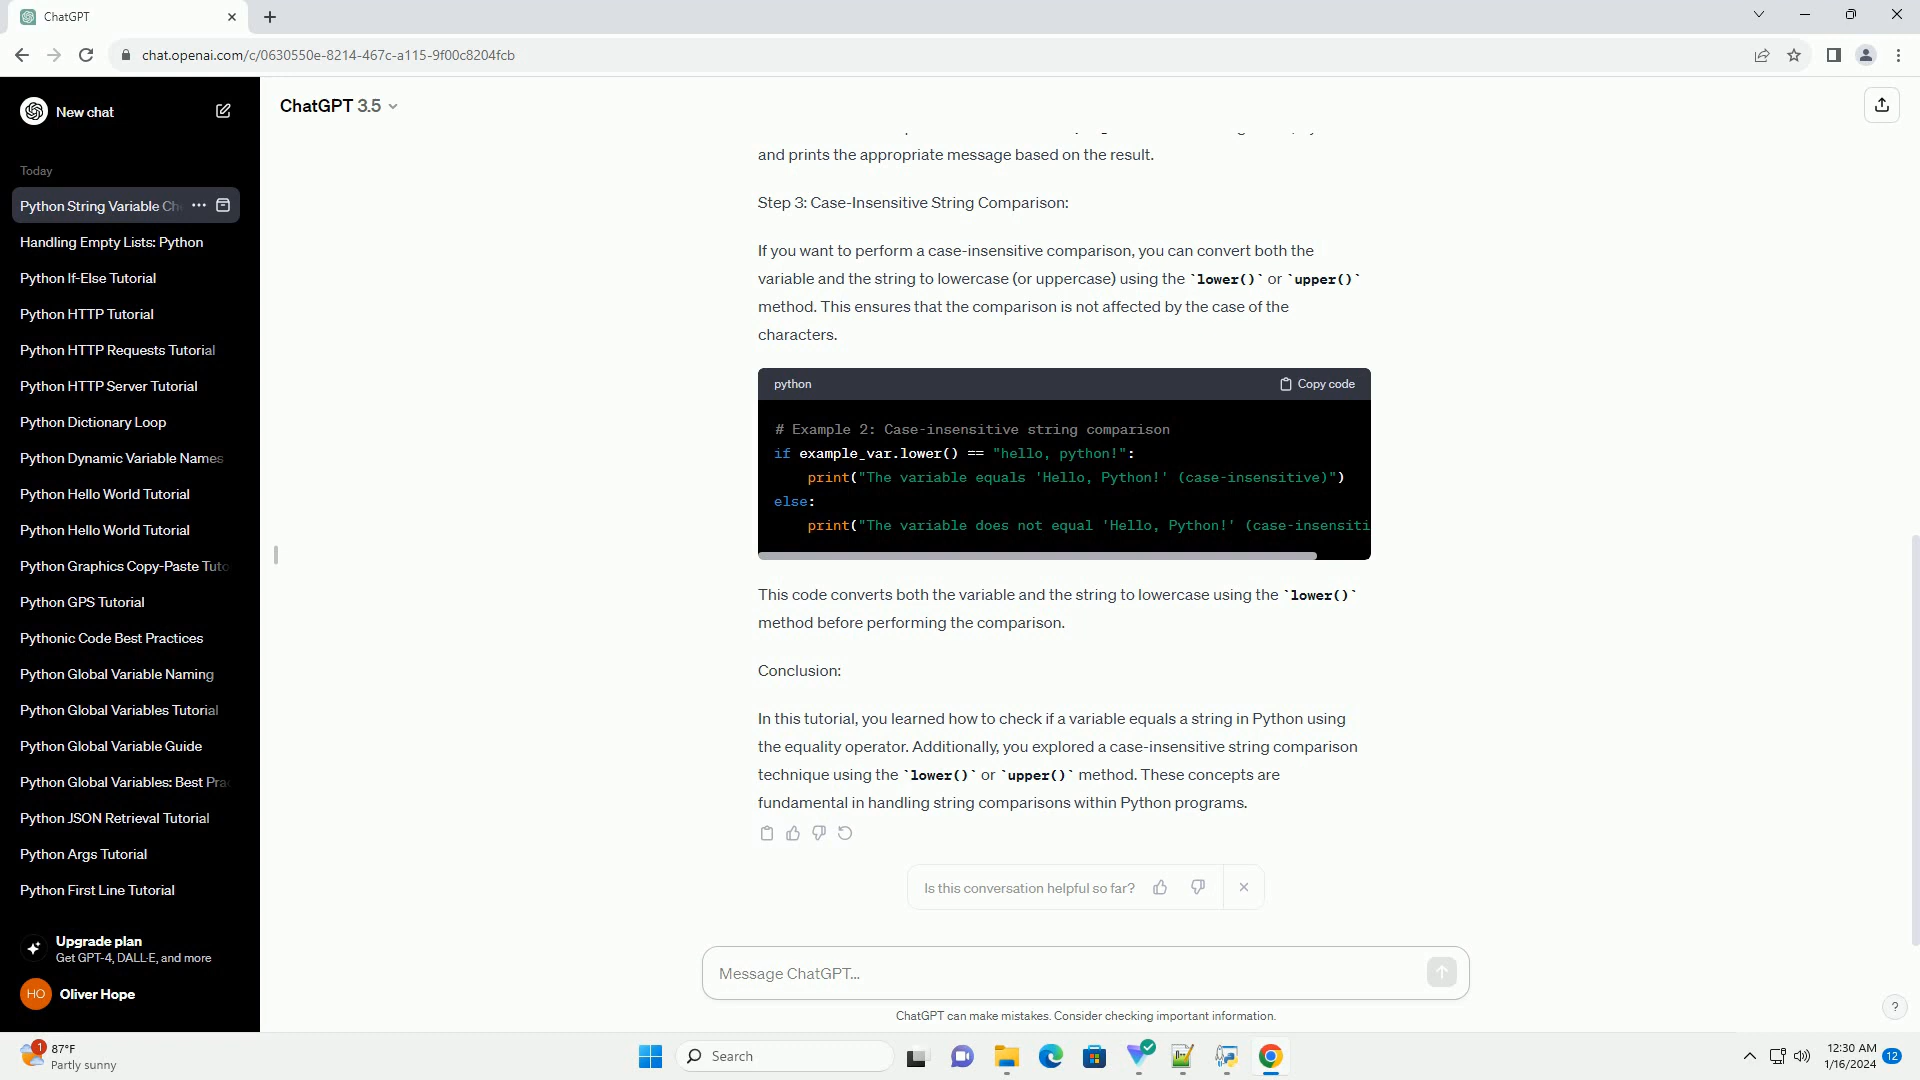 ChatGPT
chat.openai.com/c/0630550e-8214-467c-a115-9f00c8204fcb
New chat
Today
Python String Variable Ch
Handling Empty Lists: Python
Python If-Else Tutorial
Python HTTP Tutorial
Python HTTP Requests Tutorial
Python HTTP Server Tutorial
Python Dictionary Loop
Python Dynamic Variable Names
Python Hello World Tutorial
Python Hello World Tutorial
Python Graphics Copy-Paste Tuto
Python GPS Tutorial
Pythonic Code Best Practices
Python Global Variable Naming
Python Global Variables Tutorial
Python Global Variable Guide
Python Global Variables: Best Pra
Python JSON Retrieval Tutorial
Python Args Tutorial
Python First Line Tutorial
Upgrade plan
Get GPT-4, DALL·E, and more
HO Oliver Hope
ChatGPT 3.5
and prints the appropriate message based on the result.
Step 3: Case-Insensitive String Comparison:
If you want to perform a case-insensitive comparison, you can convert both the
variable and the string to lowercase (or uppercase) using the `lower()` or `upper()`
method. This ensures that the comparison is not affected by the case of the
characters.
python Copy code
# Example 2: Case-insensitive string comparison
if example_var.lower() == "hello, python!":
print("The variable equals 'Hello, Python!' (case-insensitive)")
else:
print("The variable does not equal 'Hello, Python!' (case-insensiti
This code converts both the variable and the string to lowercase using the `lower()`
method before performing the comparison.
Conclusion:
In this tutorial, you learned how to check if a variable equals a string in Python using
the equality operator. Additionally, you explored a case-insensitive string comparison
technique using the `lower()` or `upper()` method. These concepts are
fundamental in handling string comparisons within Python programs.
Is this conversation helpful so far?
Message ChatGPT...
ChatGPT can make mistakes. Consider checking important information.
?
1
87°F
Partly sunny
Search
12:30 AM
1/16/2024
12